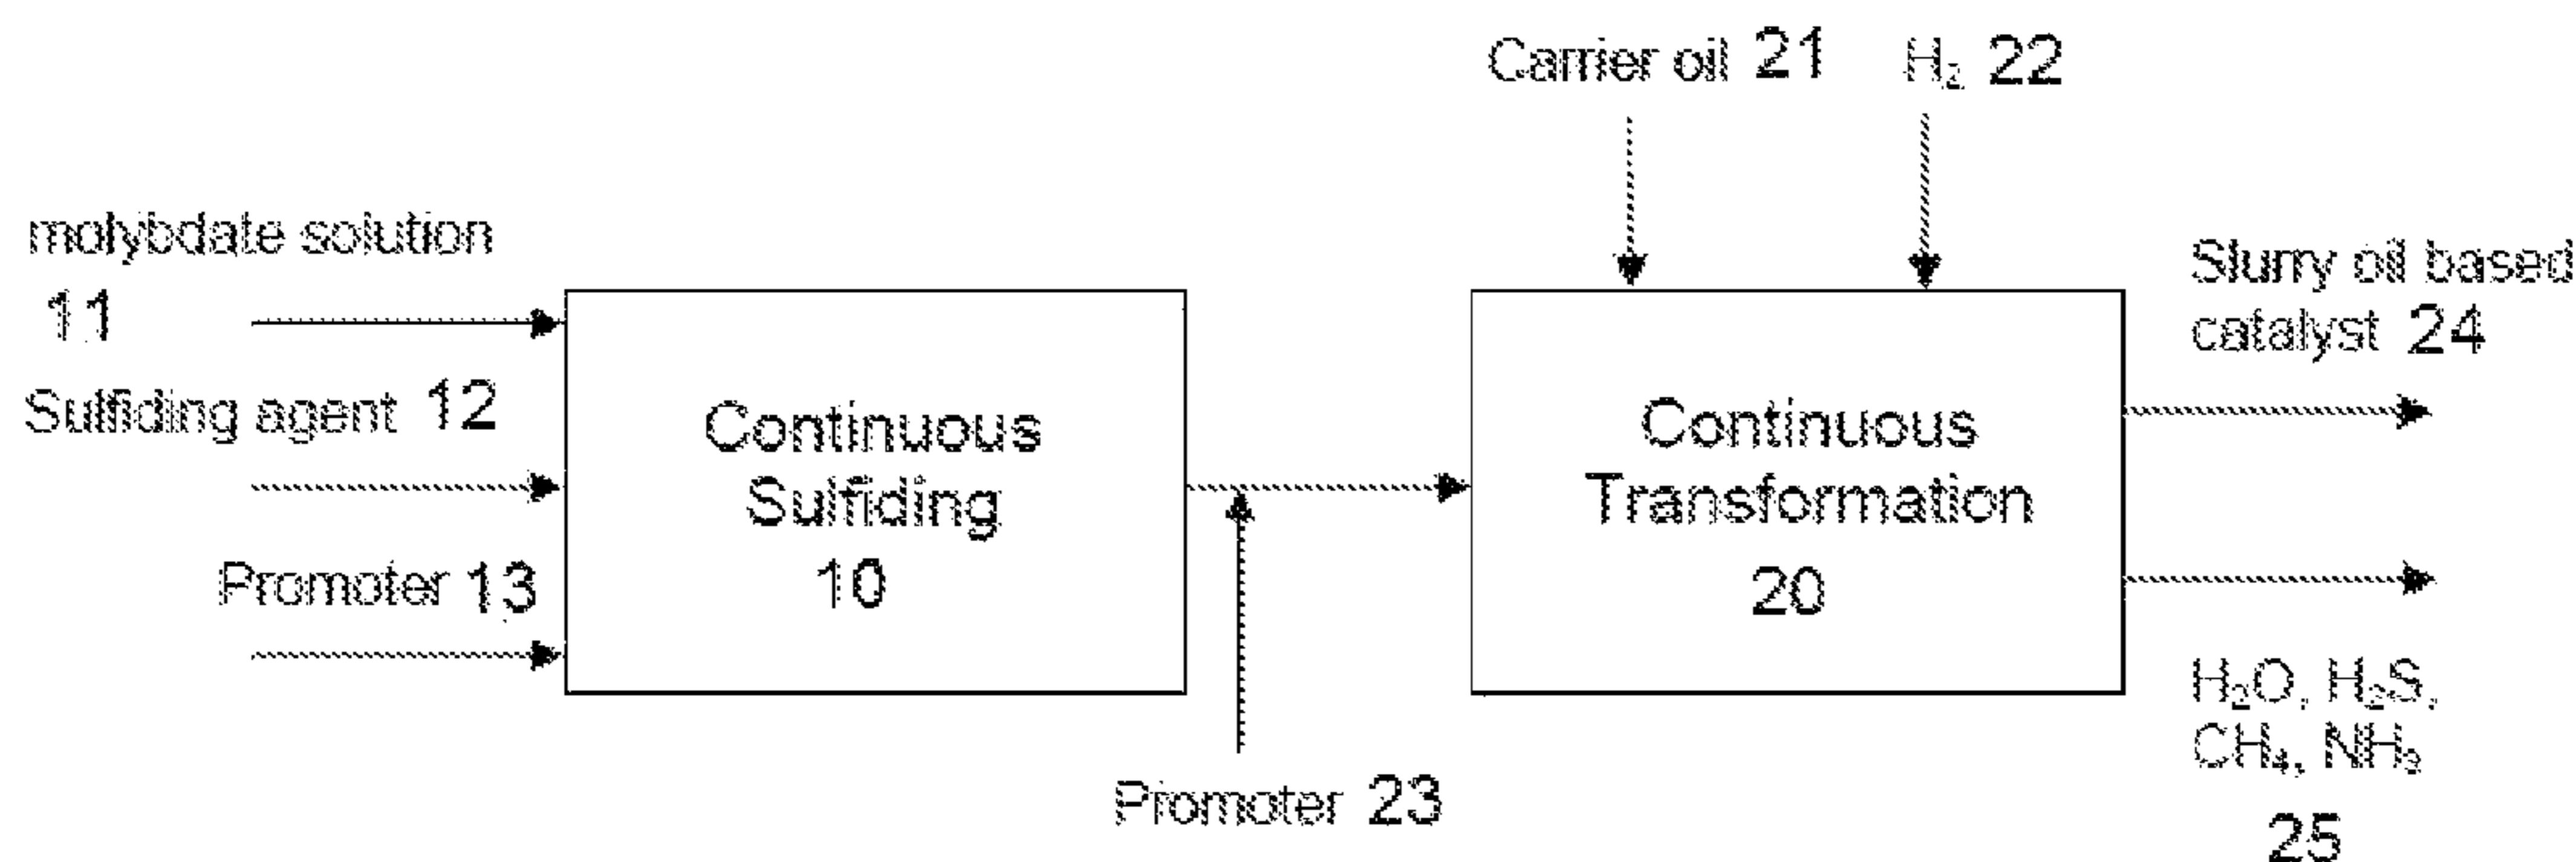 Carrier oil 21
H₂ 22
molybdate solution
11
Sulfiding agent 12
Promoter 13
Continuous
Sulfiding
10
Promoter 23
Continuous
Transformation
20
Slurry oil based
catalyst 24
H₂O, H₂S,
CH₄, NH₃
25